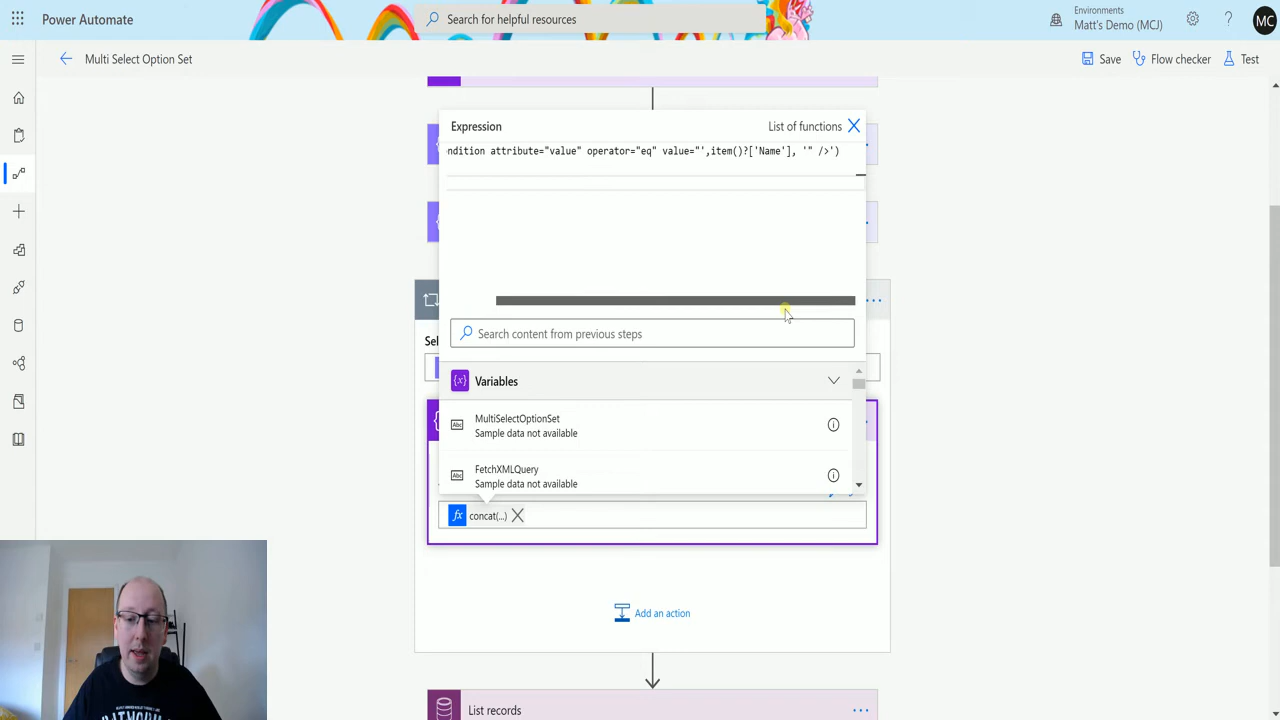 Power Automate
Search for helpful resources
Environments
Matt's Demo (MCJ)
MC
Multi Select Option Set
Save
Flow checker
Test
Expression
List of functions
ndition attribute="value" operator="eq" value="',item()?['Name'], '" />')
Search content from previous steps
Sel
{x} Variables
MultiSelectOptionSet
Sample data not available
FetchXMLQuery
Sample data not available
fx concat(...)
Add an action
List records